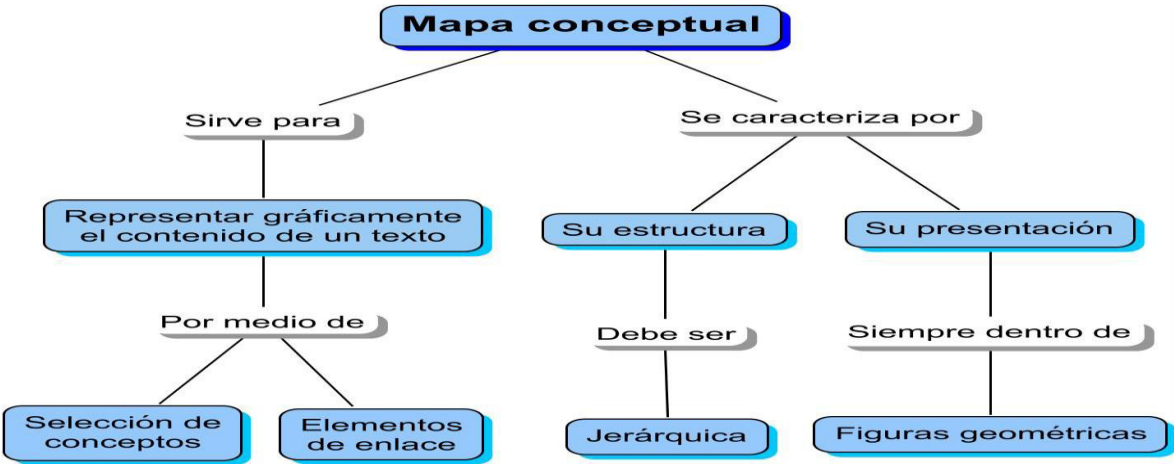 Mapa conceptual
Sirve para
Se caracteriza por
Representar gráficamente
el contenido de un texto
Su estructura
Su presentación
Por medio de
Debe ser
Siempre dentro de
Selección de
conceptos
Elementos
de enlace
Jerárquica
Figuras geométricas